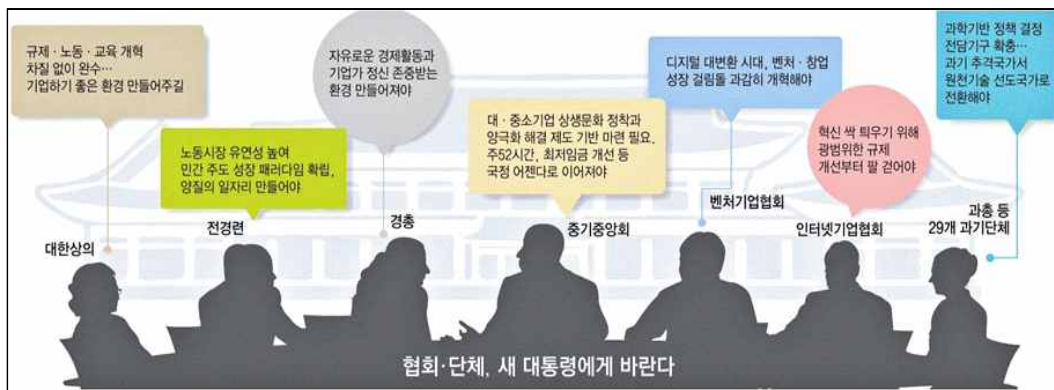 규제·노동·교육 개혁
차질 없이 완수…
기업하기 좋은 환경 만들어주길
대한상의
노동시장 유연성 높여
민간 주도 성장 패러다임 확립,
양질의 일자리 만들어야
전경련
자유로운 경제활동과
기업가 정신 존중받는
환경 만들어져야
경총
대·중소기업 상생문화 정착과
양극화 해결 제도 기반 마련 필요.
주52시간, 최저임금 개선 등
국정 어젠다로 이어져야
중기중앙회
디지털 대변환 시대, 벤처·창업
성장 걸림돌 과감히 개혁해야
벤처기업협회
혁신 싹 틔우기 위해
광범위한 규제
개선부터 팔 걷어야
인터넷기업협회
과학기반 정책 결정
전담기구 확충…
과기 추격국가서
원천기술 선도국가로
전환해야
과총 등
29개 과기단체
협회·단체, 새 대통령에게 바란다